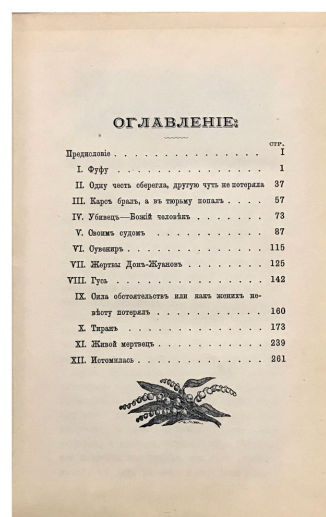 ОГЛАВЛЕНІЕ:
СТР.
Предисловіе . . . . . . . . . . . . . . . I
I. Фуфу . . . . . . . . . . . . . . . 1
II. Одну честь сберегла, другую чуть не потеряла 37
III. Карсъ бралъ, а въ тюрьму попалъ . . . . 57
IV. Убивецъ—Божій человѣкъ . . . . . . . 73
V. Своимъ судомъ . . . . . . . . . . . 87
VI. Сувениръ . . . . . . . . . . . . . 115
VII. Жертвы Донъ-Жуановъ . . . . . . . . 125
VIII. Гусь . . . . . . . . . . . . . . . 142
IX. Сила обстоятельствъ или какъ женихъ не-
вѣсту потерялъ . . . . . . . . . . . 160
X. Тиранъ . . . . . . . . . . . . . . 173
XI. Живой мертвецъ . . . . . . . . . . . 239
XII. Истомилась . . . . . . . . . . . . 261